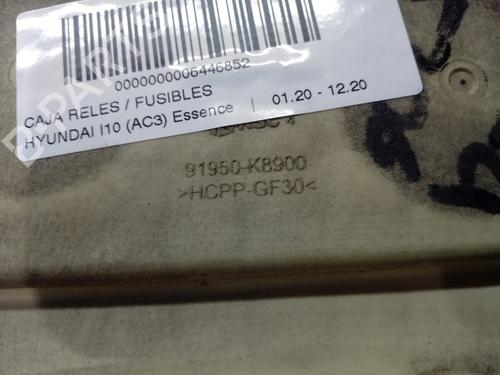 0000000006446852
CAJA RELES / FUSIBLES
HYUNDAI I10 (AC3) Essence | 01.20 - 12.20
91950-K8900
>HCPP-GF30<